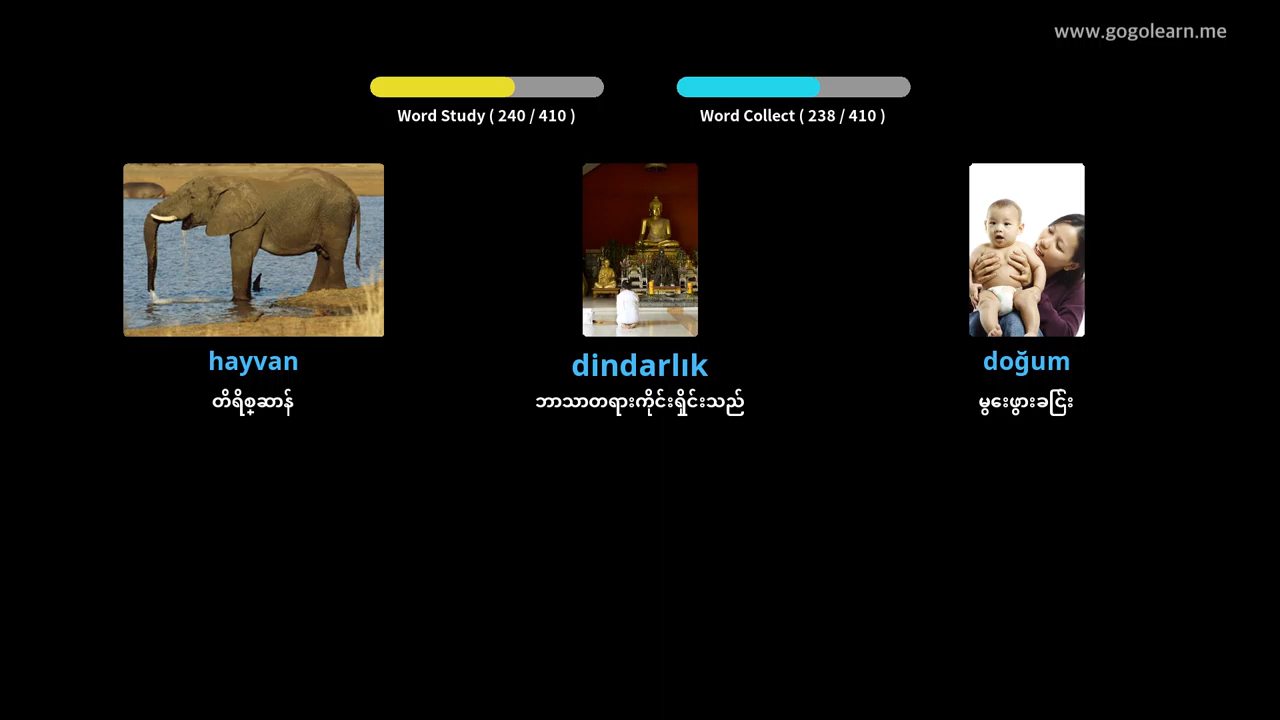 www.gogolearn.me
Word Study ( 240 / 410 )
Word Collect ( 238 / 410 )
hayvan
dindarlık
doğum
တိရိစ္ဆာန်
ဘာသာတရားကိုင်းရှိုင်းသည်
မွေးဖွားခြင်း